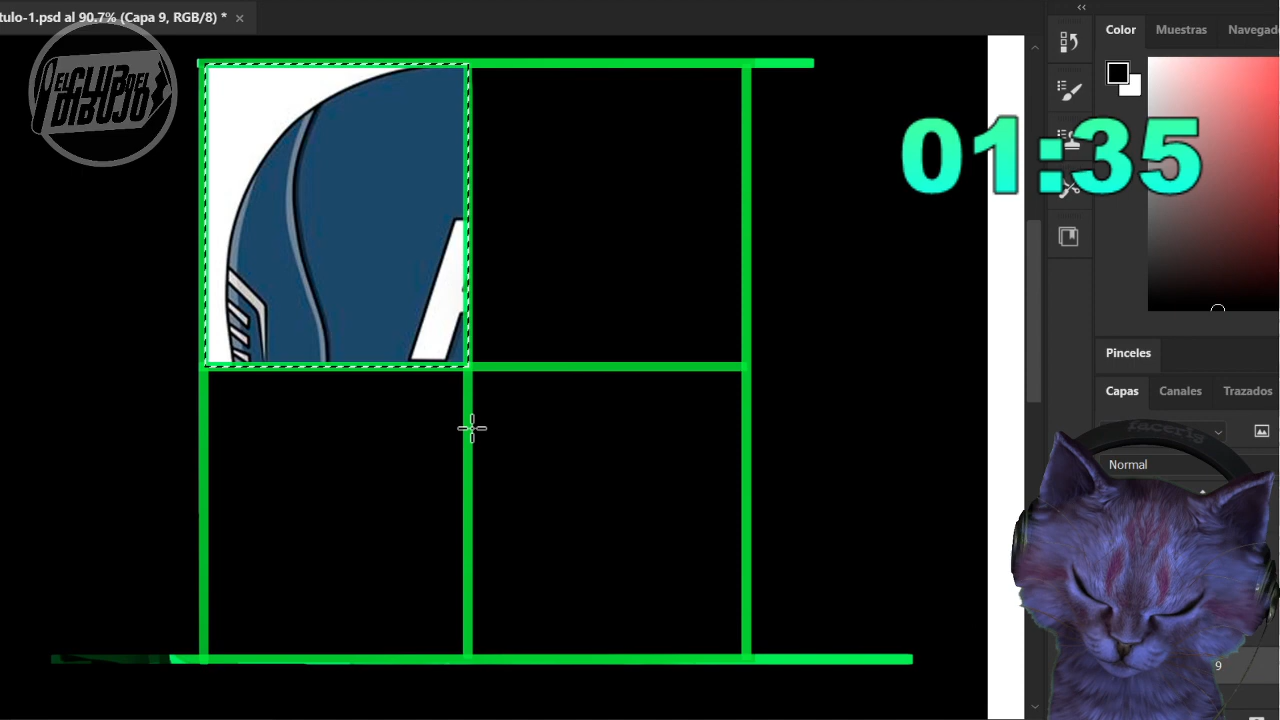 tulo-1.psd al 90.7% (Capa 9, RGB/8) * ×
EL CLUB DEL
DIBUJO
Color Muestras Navegad
01:35
A
Pinceles
Capas Canales Trazados
Normal
9